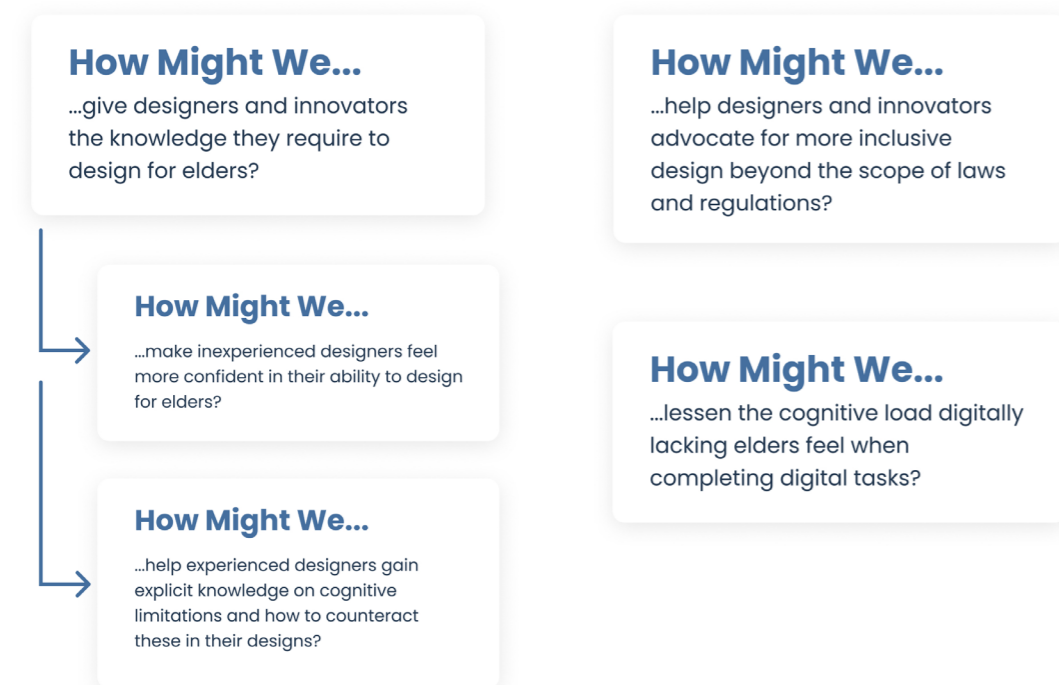 How Might We...
...give designers and innovators
the knowledge they require to
design for elders?
How Might We...
...make inexperienced designers feel
more confident in their ability to design
for elders?
How Might We...
...help experienced designers gain
explicit knowledge on cognitive
limitations and how to counteract
these in their designs?
How Might We...
...help designers and innovators
advocate for more inclusive
design beyond the scope of laws
and regulations?
How Might We...
...lessen the cognitive load digitally
lacking elders feel when
completing digital tasks?